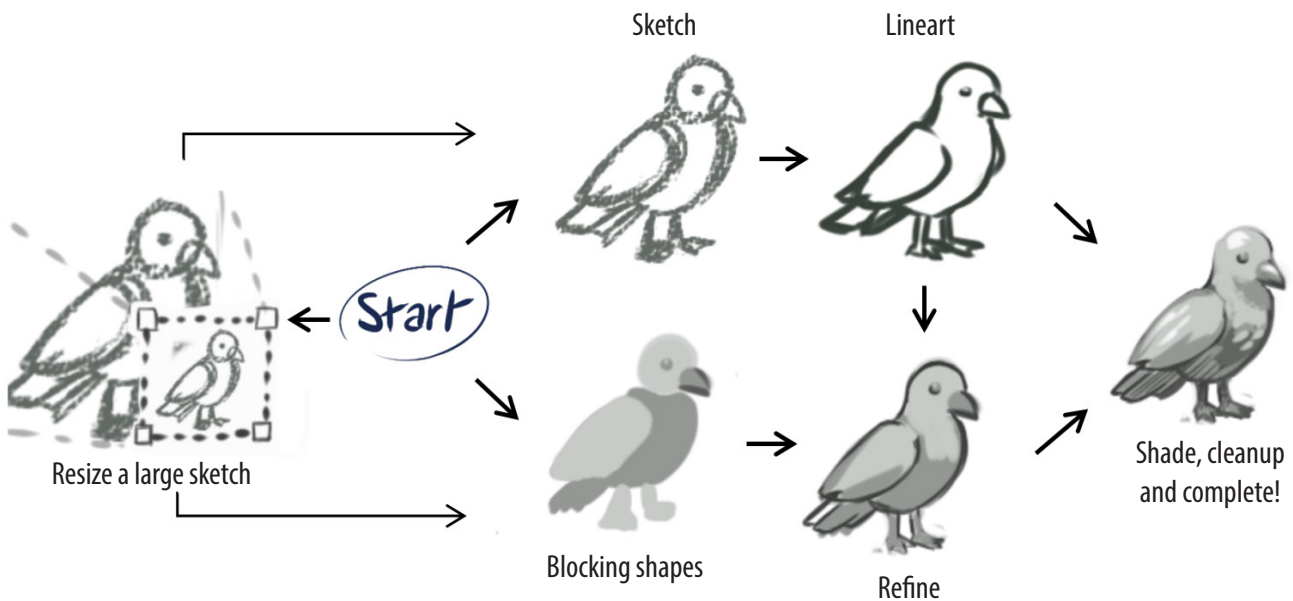 Sketch
Lineart
Start
Resize a large sketch
Shade, cleanup
and complete!
Blocking shapes
Refine